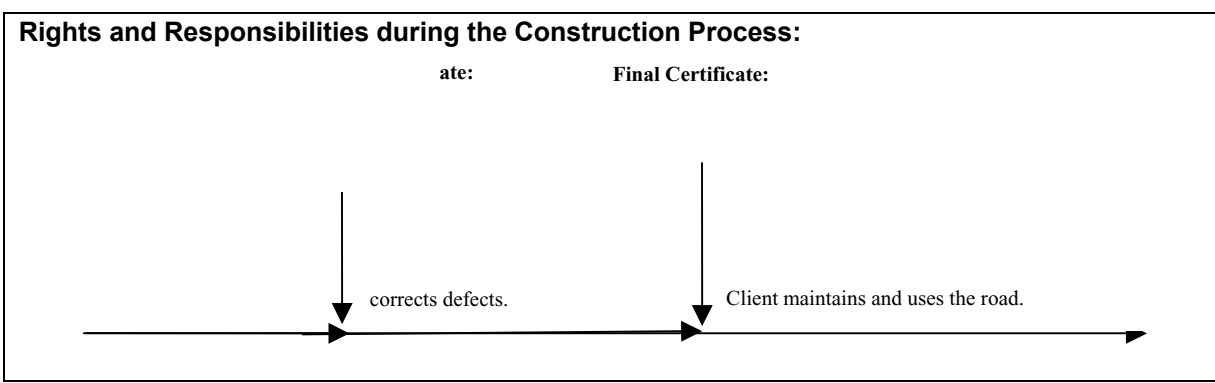 Rights and Responsibilities during the Construction Process:
ate:
Final Certificate:
corrects defects.
Client maintains and uses the road.